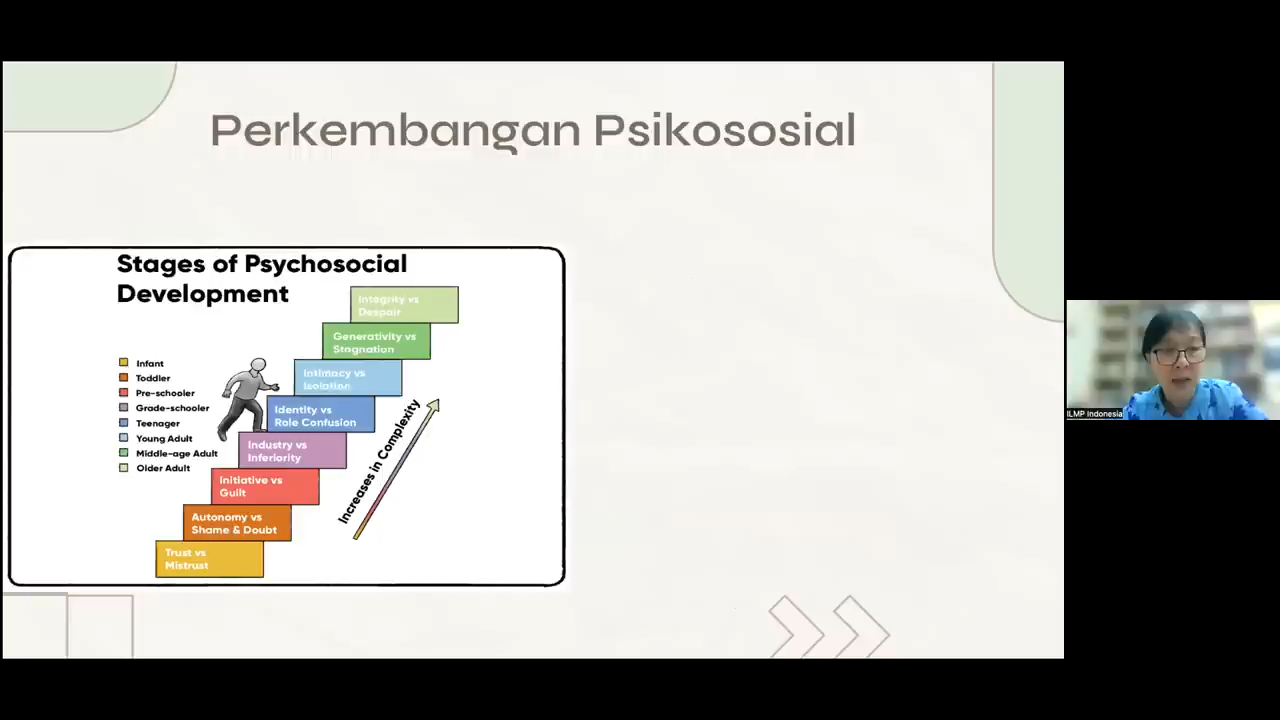 Perkembangan Psikososial
Stages of Psychosocial
Development
Integrity vs
Despair
Generativity vs
Stagnation
Intimacy vs
Isolation
Identity vs
Role Confusion
Industry vs
Inferiority
Initiative vs
Guilt
Autonomy vs
Shame & Doubt
Trust vs
Mistrust
Infant
Toddler
Pre-schooler
Grade-schooler
Teenager
Young Adult
Middle-age Adult
Older Adult
Increases in Complexity
ILMP Indonesia